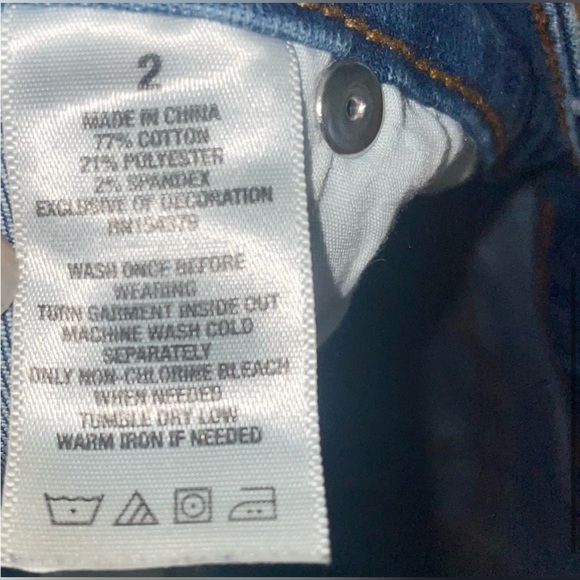 2
MADE IN CHINA
77% COTTON
21% POLYESTER
2% SPANDEX
EXCLUSIVE OF DECORATION
RN154379
WASH ONCE BEFORE
WEARING
TURN GARMENT INSIDE OUT
MACHINE WASH COLD
SEPARATELY
ONLY NON-CHLORINE BLEACH
WHEN NEEDED
TUMBLE DRY LOW
WARM IRON IF NEEDED